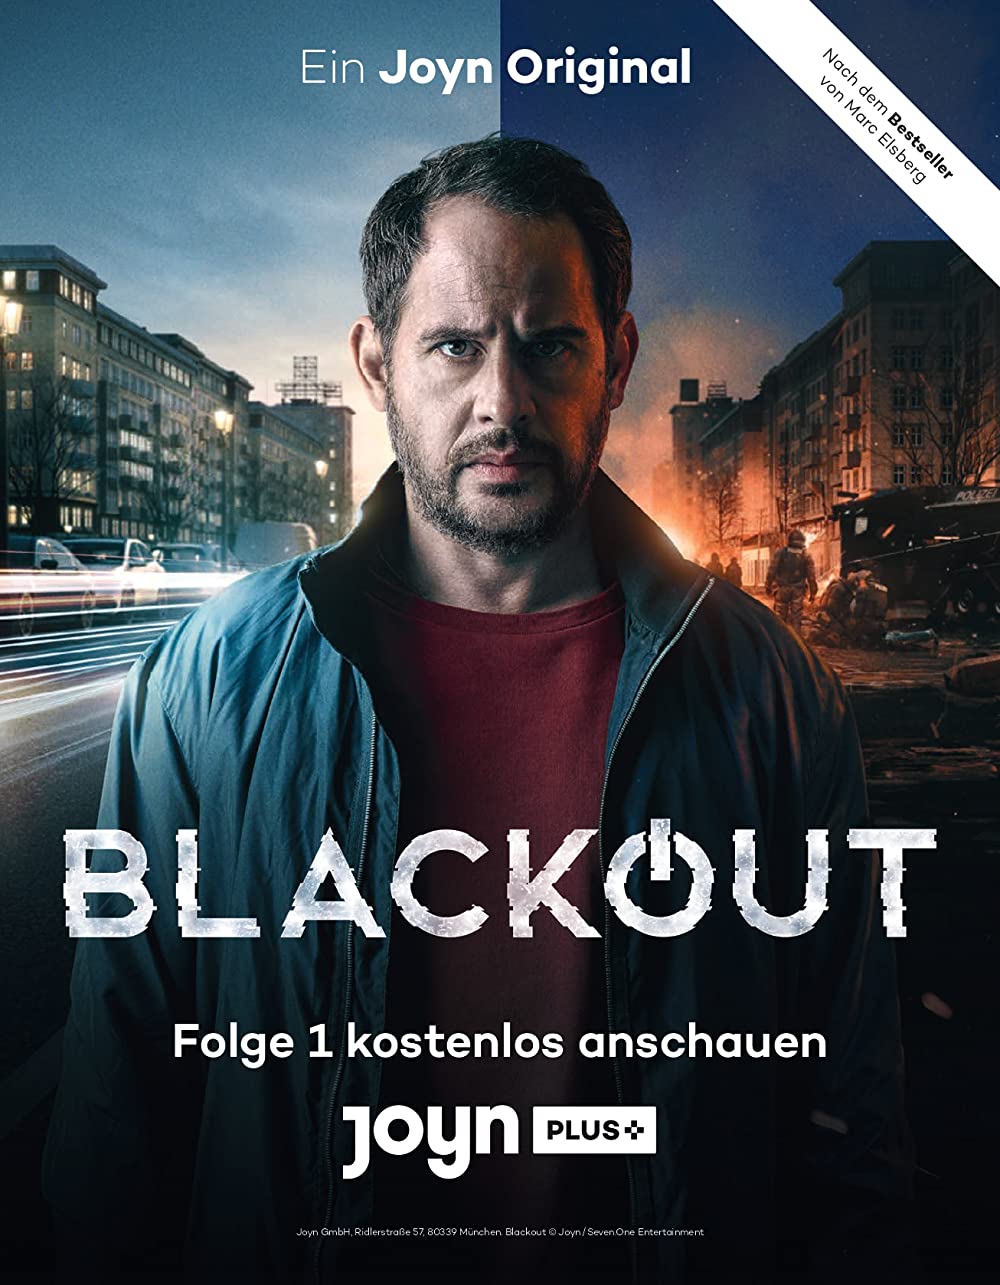 Ein Joyn Original
Nach dem Bestseller
von Marc Elsberg
POLIZEI
BLACKOUT
Folge 1 kostenlos anschauen
joyn PLUS+
Joyn GmbH, Ridlerstraße 57, 80339 München. Blackout © Joyn / Seven.One Entertainment